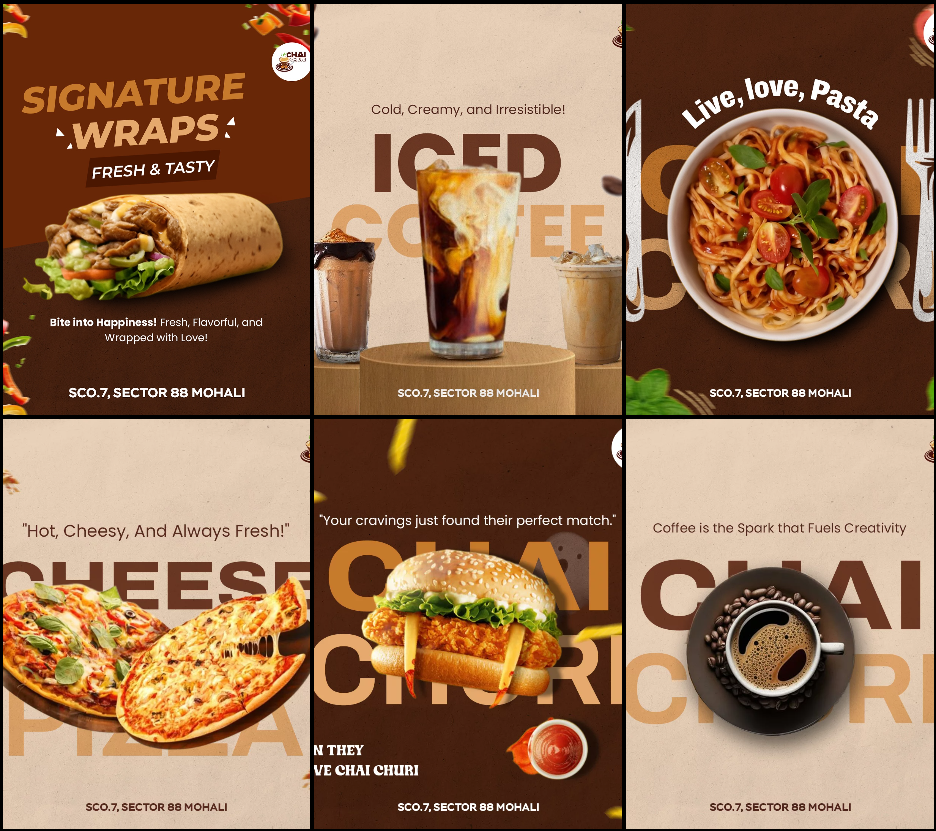 CHAI
SIGNATURE
WRAPS
FRESH & TASTY
Bite into Happiness! Fresh, Flavorful, and
Wrapped with Love!
SCO.7, SECTOR 88 MOHALI
Cold, Creamy, and Irresistible!
ICED
COFFEE
SCO.7, SECTOR 88 MOHALI
Live, love, Pasta
SCO.7, SECTOR 88 MOHALI
"Hot, Cheesy, And Always Fresh!"
CHEESE
PIZZA
SCO.7, SECTOR 88 MOHALI
"Your cravings just found their perfect match."
CHAI
CHURI
N THEY
VE CHAI CHURI
SCO.7, SECTOR 88 MOHALI
Coffee is the Spark that Fuels Creativity
CHAI
CHURI
SCO.7, SECTOR 88 MOHALI